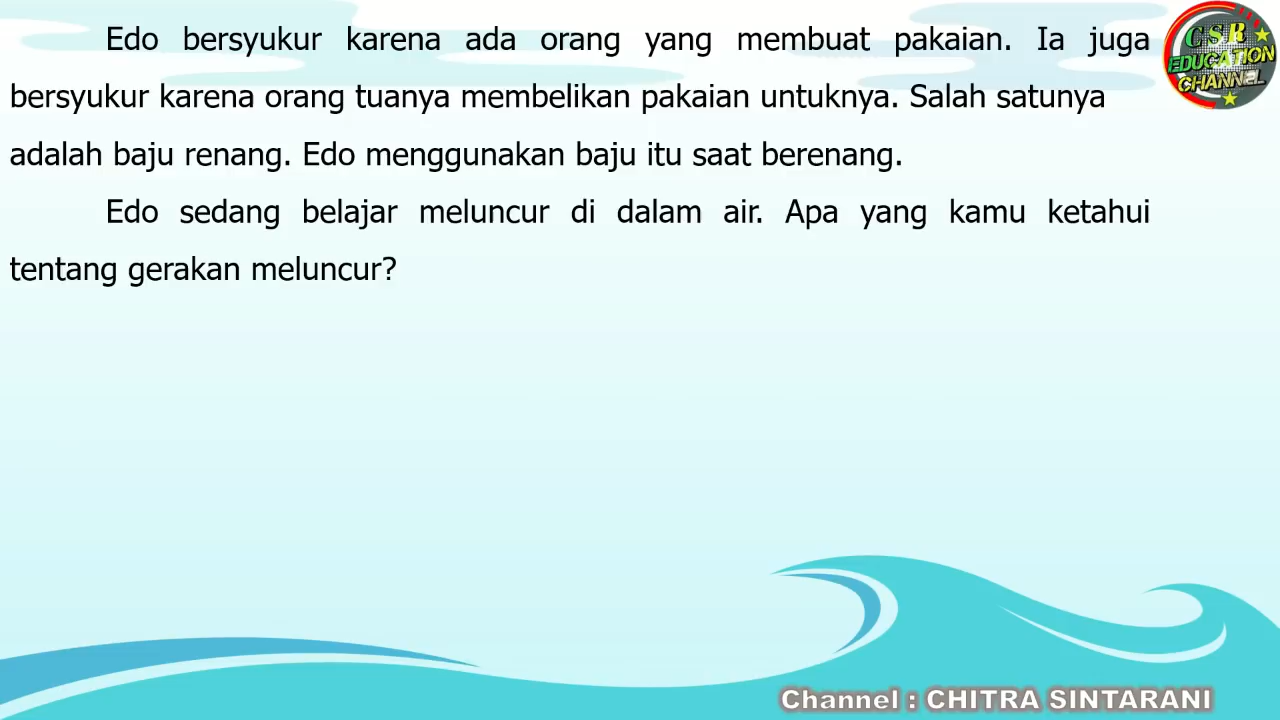 Edo bersyukur karena ada orang yang membuat pakaian. Ia juga
bersyukur karena orang tuanya membelikan pakaian untuknya. Salah satunya
adalah baju renang. Edo menggunakan baju itu saat berenang.
Edo sedang belajar meluncur di dalam air. Apa yang kamu ketahui
tentang gerakan meluncur?
CSR
EDUCATION
CHANNEL
Channel : CHITRA SINTARANI